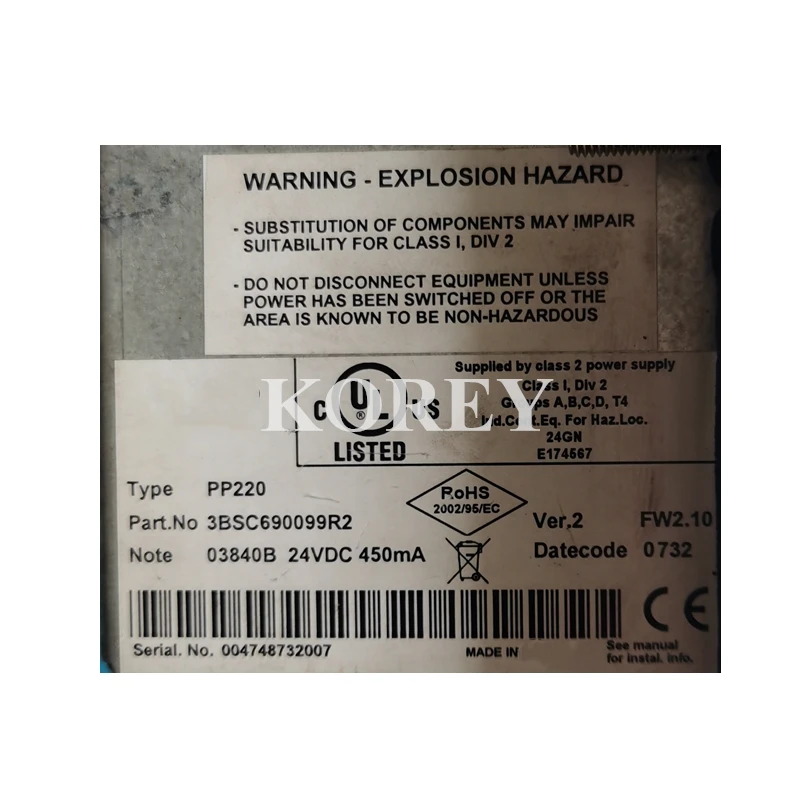 WARNING - EXPLOSION HAZARD
- SUBSTITUTION OF COMPONENTS MAY IMPAIR
SUITABILITY FOR CLASS I, DIV 2
- DO NOT DISCONNECT EQUIPMENT UNLESS
POWER HAS BEEN SWITCHED OFF OR THE
AREA IS KNOWN TO BE NON-HAZARDOUS
Supplied by class 2 power supply
Class I, Div 2
Groups A,B,C,D, T4
Ind.Cont.Eq. For Haz.Loc.
24GN
E174567
C UL US
®
LISTED
KOREY
Type PP220
RoHS
2002/95/EC
Part.No 3BSC690099R2
Ver.2 FW2.10
Note 03840B 24VDC 450mA
Datecode 0732
CE
Serial. No. 004748732007
MADE IN
See manual
for instal. info.